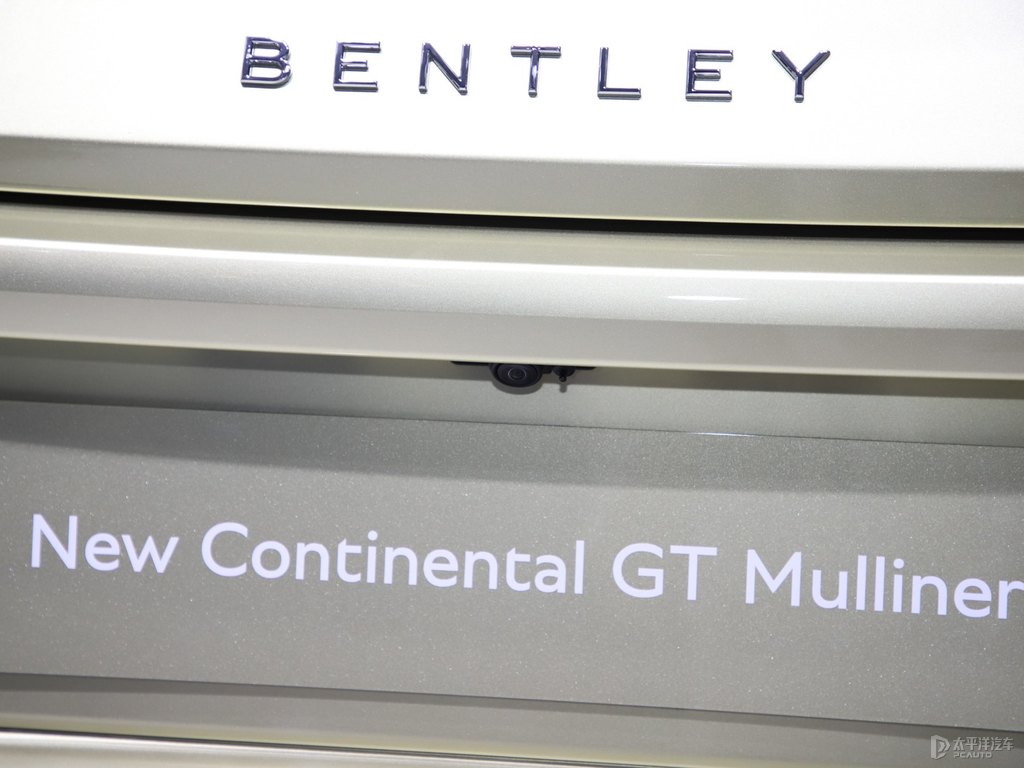 BENTLEY
New Continental GT Mulliner
太平洋汽车
PCAUTO